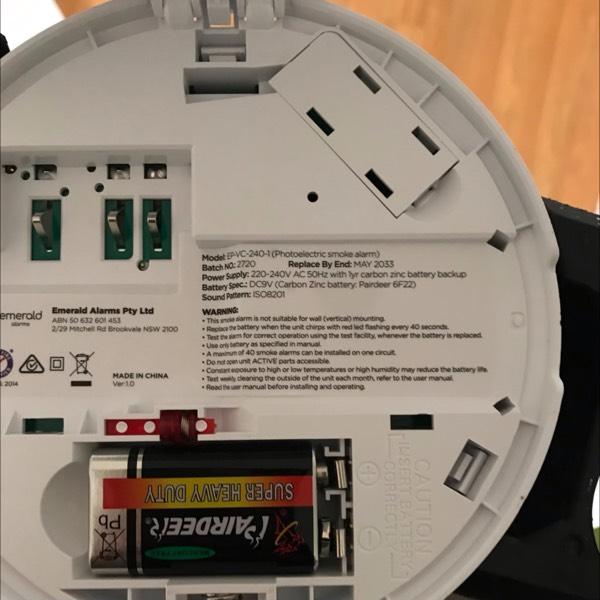 Model: EP-VC-240-1 (Photoelectric smoke alarm)
Batch NO: 2720 Replace By End: MAY 2033
Power Supply: 220-240V AC 50Hz with 1yr carbon zinc battery backup
Battery Spec.: DC9V (Carbon Zinc battery: Pairdeer 6F22)
Sound Pattern: ISO8201
WARNING:
• This smoke alarm is not suitable for wall (vertical) mounting.
• Replace the battery when the unit chirps with red led flashing every 40 seconds.
• Test the alarm for correct operation using the test facility, whenever the battery is replaced.
• Use only battery as specified in manual.
• A maximum of 40 smoke alarms can be installed on one circuit.
• Do not open unit ACTIVE parts accessible.
• Constant exposure to high or low temperatures or high humidity may reduce the battery life.
• Test weekly, cleaning the outside of the unit each month, refer to the user manual.
• Read the user manual before installing and operating.
emerald
alarms
Emerald Alarms Pty Ltd
ABN 50 632 601 453
2/29 Mitchell Rd Brookvale NSW 2100
2014
MADE IN CHINA
Ver:1.0
CAUTION:
INSERT BATTERY
CORRECTLY
SUPER HEAVY DUTY
PAIRDEER
Pb